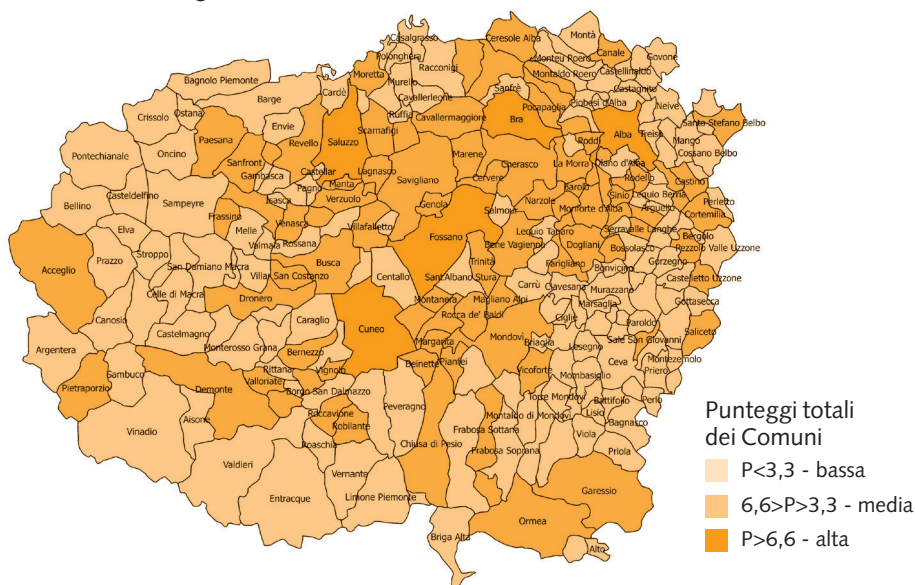 Casalgrasso
Ceresole Alba
Montà
Polonghera
Racconigi
Monteu Roero
Canale
Govone
Bagnolo Piemonte
Moretta
Murello
Sanfrè
Montaldo Roero
Castellinaldo
Castagnito
Barge
Cardè
Cavallerleone
Pocapaglia
Piobesi d'Alba
Neive
Crissolo
Ostana
Ruffia
Cavallermaggiore
Bra
Alba
Santo Stefano Belbo
Envie
Revello
Saluzzo
Scarnafigi
Roddi
Treiso
Mango
Paesana
Oncino
Sanfront
Marene
Cherasco
La Morra
Diano d'Alba
Cossano Belbo
Pontechianale
Gambasca
Castellar
Lagnasco
Cervere
Rodello
Pagno
Manta
Savigliano
Barolo
Castino
Casteldelfino
Sampeyre
Isasca
Verzuolo
Genola
Salmour
Narzole
Monforte d'Alba
Sinio
Lequio Berria
Perletto
Bellino
Frassino
Venasca
Arguello
Cortemilia
Elva
Melle
Villafalletto
Fossano
Lequio Tanaro
Serravalle Langhe
Bergolo
Valmala
Rossana
Bene Vagienna
Dogliani
Bossolasco
Pezzolo Valle Uzzone
Stroppo
Prazzo
Busca
Trinità
Farigliano
Gorzegno
Acceglio
San Damiano Macra
Villar San Costanzo
Centallo
Sant'Albano Stura
Bonvicino
Castelletto Uzzone
Carrù
Clavesana
Murazzano
Celle di Macra
Dronero
Montanera
Magliano Alpi
Marsaglia
Gottasecca
Canosio
Caraglio
Cuneo
Rocca de' Baldi
Cigliè
Paroldo
Saliceto
Castelmagno
Monterosso Grana
Margarita
Mondovì
Briaglia
Lesegno
Sale San Giovanni
Argentera
Bernezzo
Beinette
Pianfei
Ceva
Montezemolo
Sambuco
Rittana
Vignolo
Vicoforte
Mombasiglio
Priero
Pietraporzio
Demonte
Valloriate
Borgo San Dalmazzo
Peveragno
Torre Mondovì
Battifollo
Perlo
Aisone
Roccavione
Montaldo di Mondovì
Lisio
Vinadio
Robilante
Frabosa Sottana
Bagnasco
Roaschia
Chiusa di Pesio
Frabosa Soprana
Viola
Priola
Valdieri
Vernante
Entracque
Limone Piemonte
Garessio
Ormea
Briga Alta
Alto
Punteggi totali
dei Comuni
P<3,3 - bassa
6,6>P>3,3 - media
P>6,6 - alta